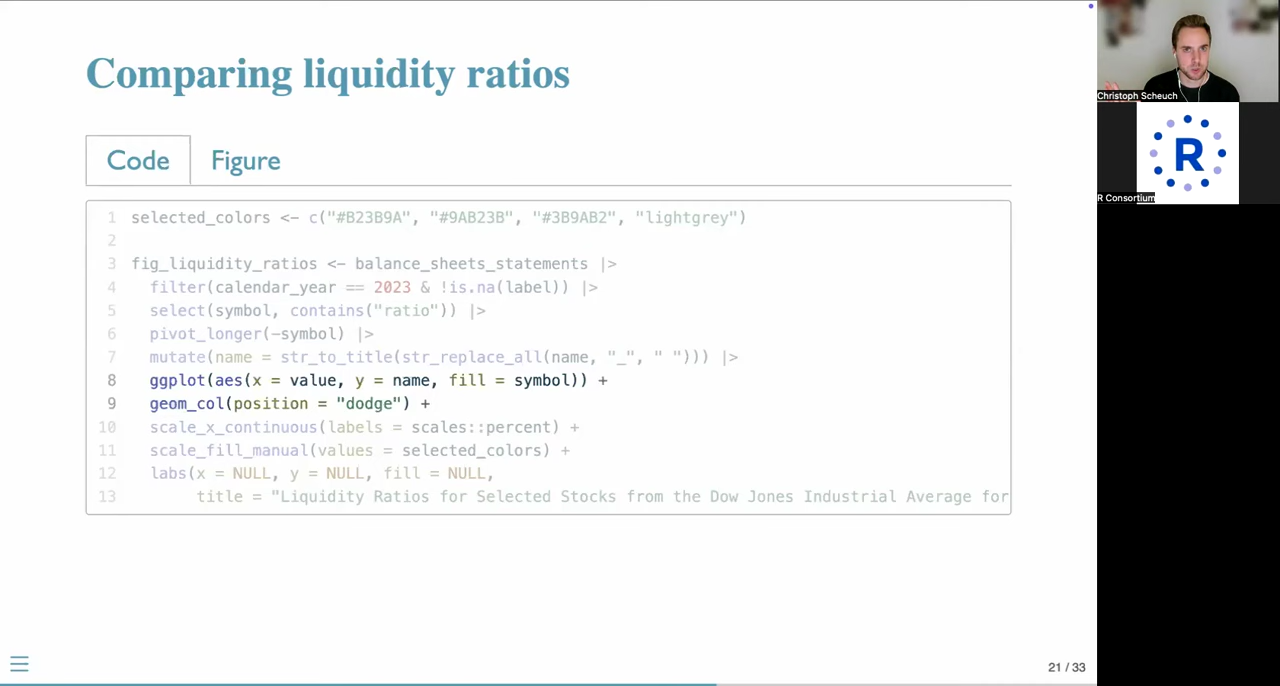 Comparing liquidity ratios
Code
Figure
1 selected_colors <- c("#B23B9A", "#9AB23B", "#3B9AB2", "lightgrey")
2
3 fig_liquidity_ratios <- balance_sheets_statements |>
4 filter(calendar_year == 2023 & !is.na(label)) |>
5 select(symbol, contains("ratio")) |>
6 pivot_longer(-symbol) |>
7 mutate(name = str_to_title(str_replace_all(name, "_", " "))) |>
8 ggplot(aes(x = value, y = name, fill = symbol)) +
9 geom_col(position = "dodge") +
10 scale_x_continuous(labels = scales::percent) +
11 scale_fill_manual(values = selected_colors) +
12 labs(x = NULL, y = NULL, fill = NULL,
13 title = "Liquidity Ratios for Selected Stocks from the Dow Jones Industrial Average for
21 / 33
Christoph Scheuch
R
R Consortium